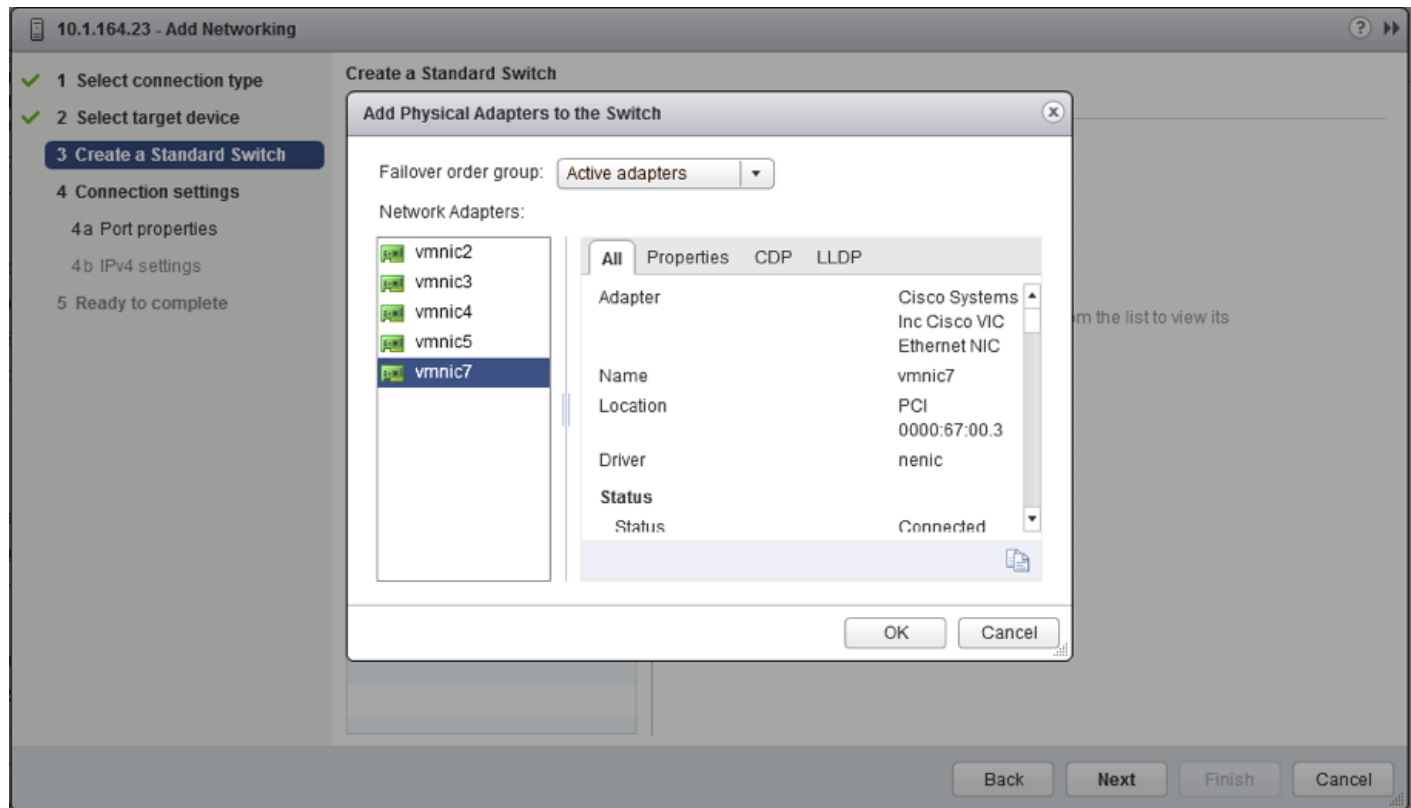 10.1.164.23 - Add Networking
1 Select connection type
2 Select target device
3 Create a Standard Switch
4 Connection settings
4a Port properties
4b IPv4 settings
5 Ready to complete
Create a Standard Switch
Add Physical Adapters to the Switch
Failover order group: Active adapters
Network Adapters:
vmnic2
vmnic3
vmnic4
vmnic5
vmnic7
All Properties CDP LLDP
Adapter Cisco Systems
Inc Cisco VIC
Ethernet NIC
Name vmnic7
Location PCI
0000:67:00.3
Driver nenic
Status
Status Connected
OK Cancel
the list to view its
Back Next Finish Cancel